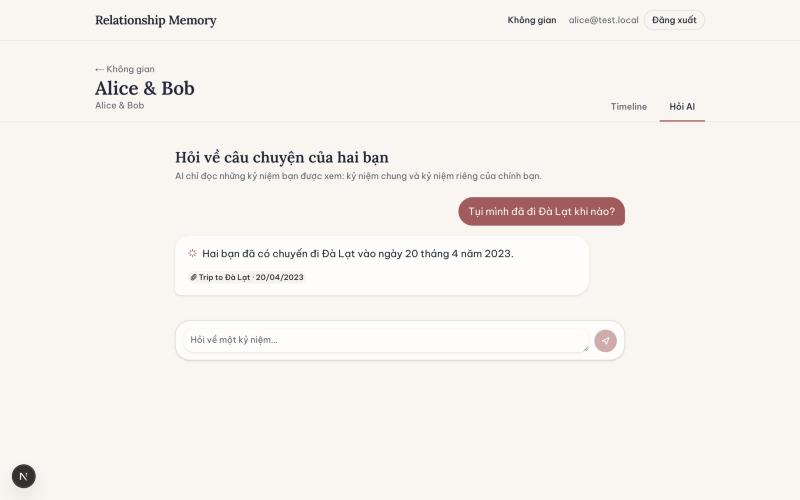 Relationship Memory
Không gian
alice@test.local
Đăng xuất
← Không gian
Alice & Bob
Alice & Bob
Timeline
Hỏi AI
Hỏi về câu chuyện của hai bạn
AI chỉ đọc những kỷ niệm bạn được xem: kỷ niệm chung và kỷ niệm riêng của chính bạn.
Tụi mình đã đi Đà Lạt khi nào?
Hai bạn đã có chuyến đi Đà Lạt vào ngày 20 tháng 4 năm 2023.
Trip to Đà Lạt · 20/04/2023
Hỏi về một kỷ niệm...
N